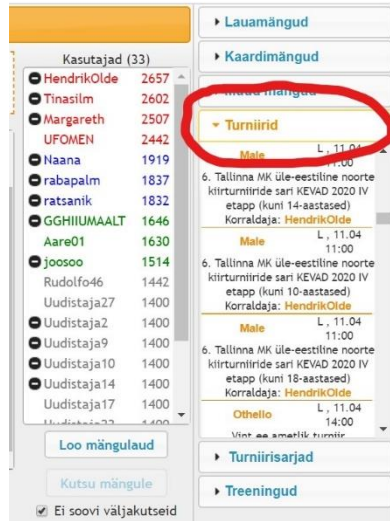 Kasutajad (33)
HendrikOlde 2657
Tinasilm 2602
Margareth 2507
UFOMEN 2442
Naana 1919
rabapalm 1837
ratsanik 1832
GGHIIUMAALT 1646
Aare01 1630
joosoo 1514
Rudolfo46 1442
Uudistaja27 1400
Uudistaja2 1400
Uudistaja9 1400
Uudistaja10 1400
Uudistaja14 1400
Uudistaja17 1400
Loo mängulaud
Kutsu mängule
Ei soovi väljakutseid
Lauamängud
Kaardimängud
Muud mängud
Turniirid
Male L , 11.04
11:00
6. Tallinna MK üle-eestiline noorte
kiirturniiride sari KEVAD 2020 IV
etapp (kuni 14-aastased)
Korraldaja: HendrikOlde
Male L , 11.04
11:00
6. Tallinna MK üle-eestiline noorte
kiirturniiride sari KEVAD 2020 IV
etapp (kuni 10-aastased)
Korraldaja: HendrikOlde
Male L , 11.04
11:00
6. Tallinna MK üle-eestiline noorte
kiirturniiride sari KEVAD 2020 IV
etapp (kuni 18-aastased)
Korraldaja: HendrikOlde
Othello L , 11.04
14:00
Vint ee ametlik turniir
Turniirisarjad
Treeningud